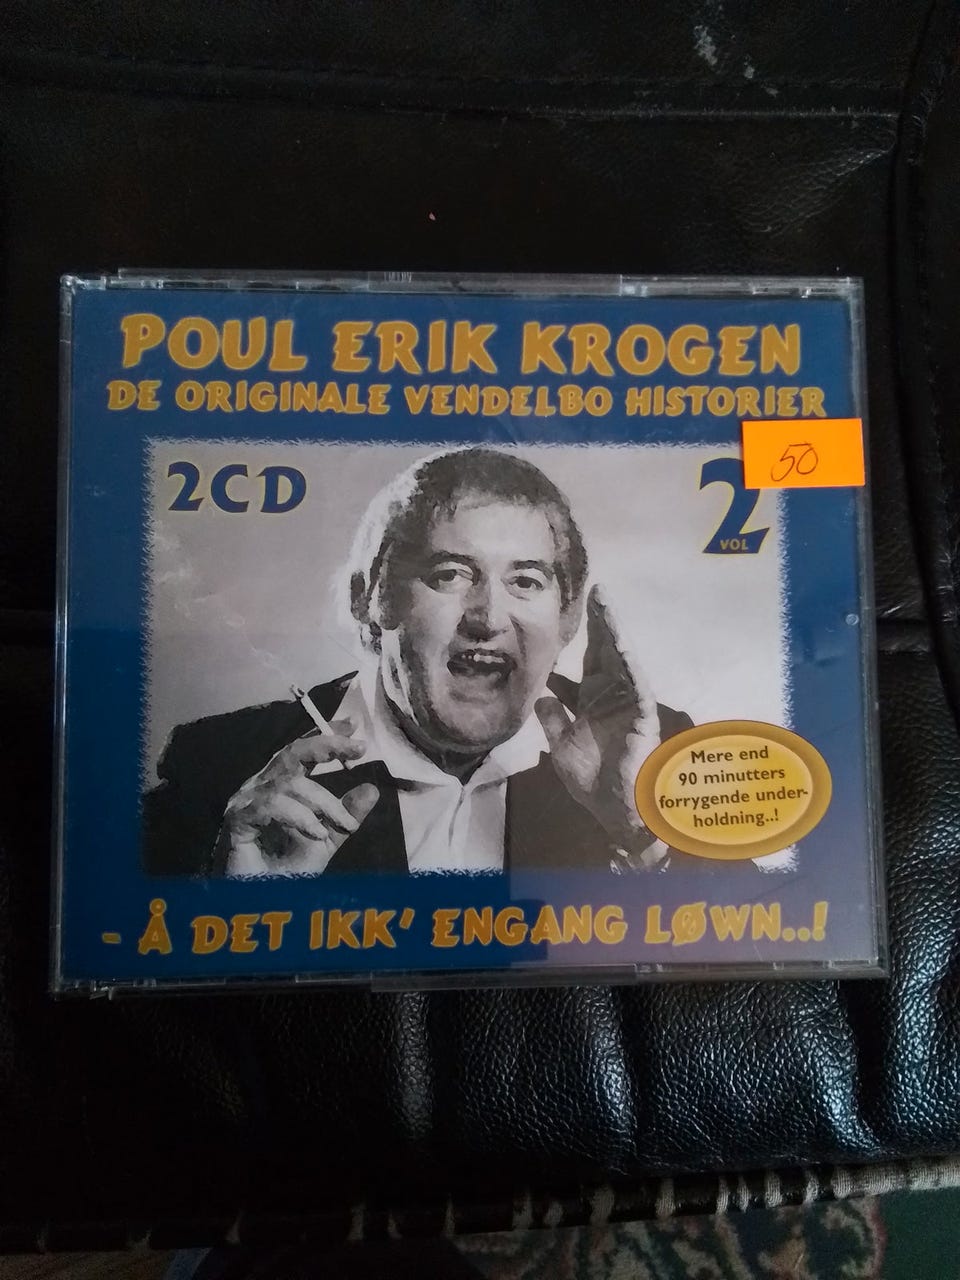 POUL ERIK KROGEN
DE ORIGINALE VENDELBO HISTORIER
50
2CD
2
VOL
Mere end
90 minutters
forrygende under-
holdning..!
- Å DET IKK' ENGANG LØWN..!